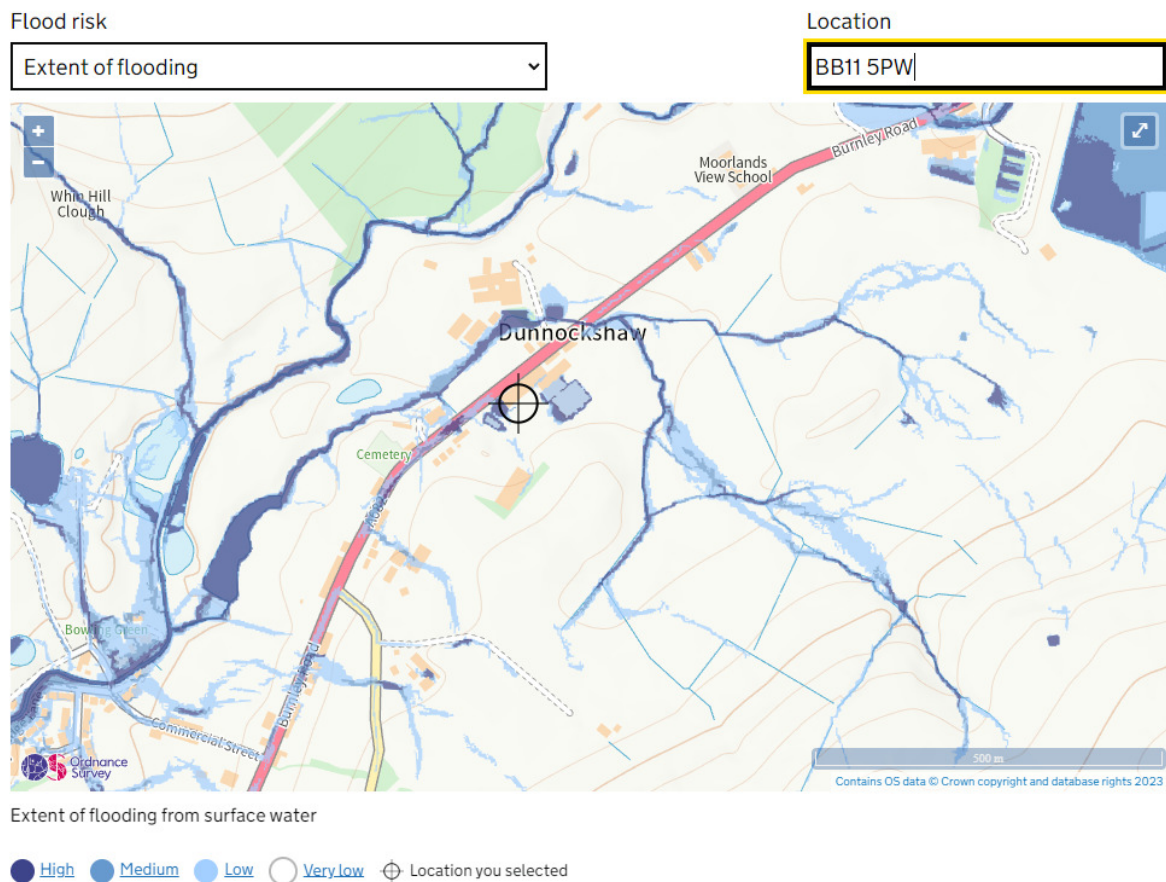 Flood risk
Location
Extent of flooding
BB11 5PW
+
−
Whin Hill
Clough
Moorlands
View School
Burnley Road
Dunnockshaw
Cemetery
A682
Bowling Green
Burnley Road
Commercial Street
Ordnance
Survey
500 m
Contains OS data © Crown copyright and database rights 2023
Extent of flooding from surface water
High
Medium
Low
Very low
Location you selected